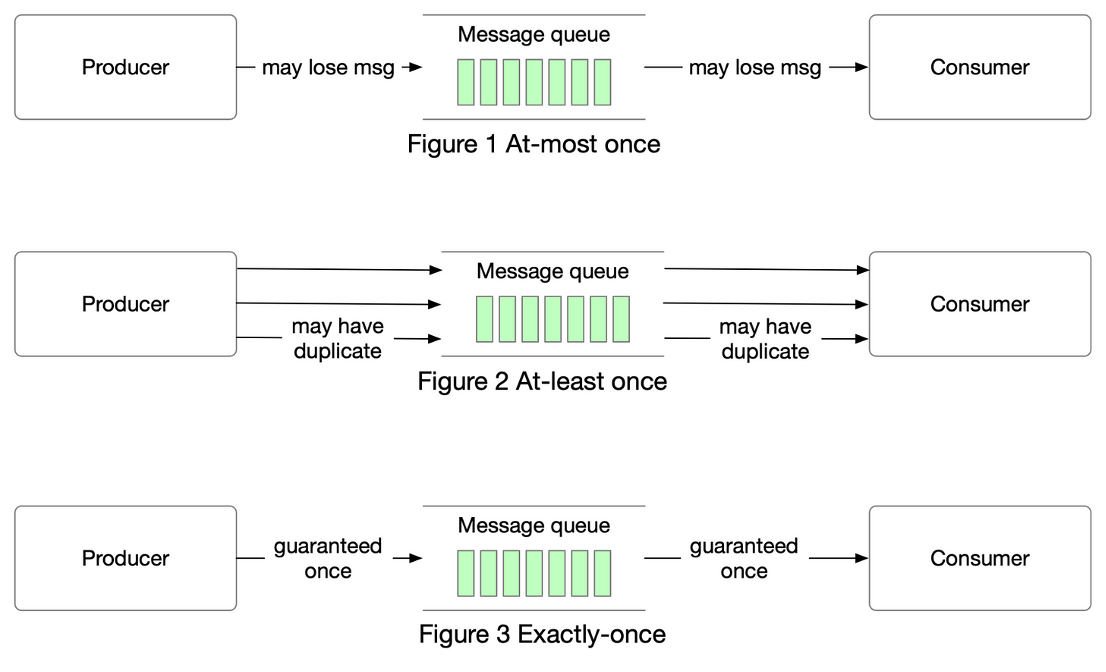 Producer
may lose msg
Message queue
may lose msg
Consumer
Figure 1 At-most once
Producer
may have
duplicate
Message queue
may have
duplicate
Consumer
Figure 2 At-least once
Producer
guaranteed
once
Message queue
guaranteed
once
Consumer
Figure 3 Exactly-once